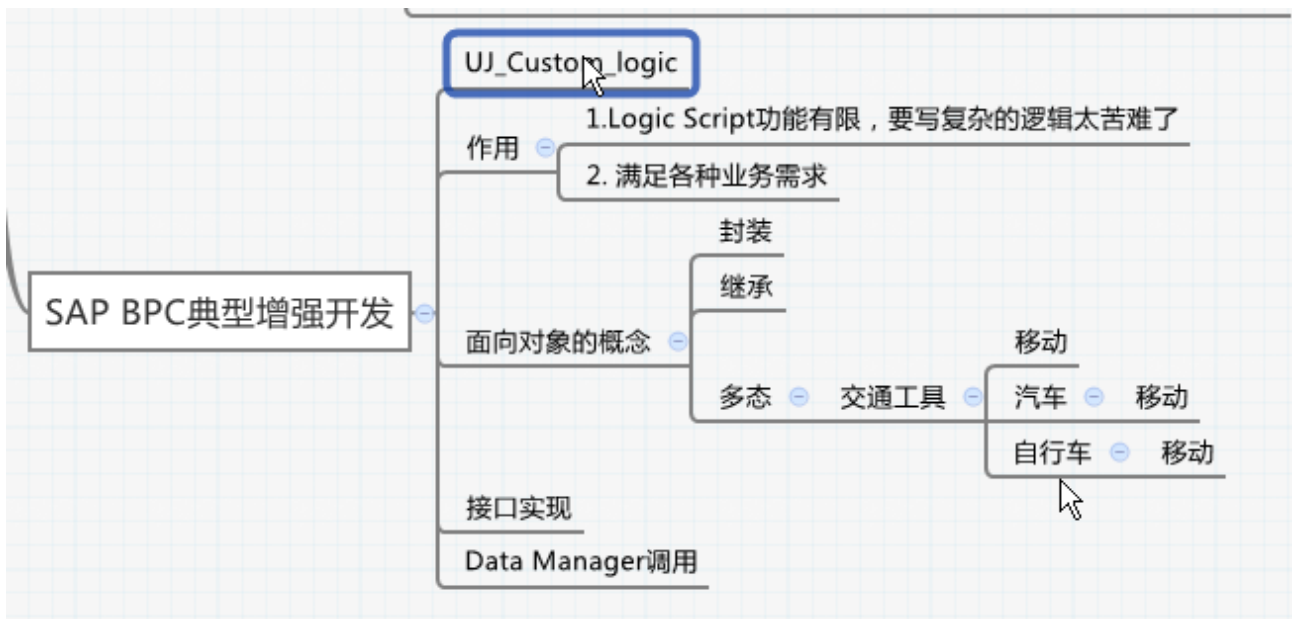 UJ_Custom_logic
1.Logic Script功能有限，要写复杂的逻辑太苦难了
作用
2. 满足各种业务需求
封装
继承
SAP BPC典型增强开发
面向对象的概念
移动
多态 交通工具 汽车 移动
自行车 移动
接口实现
Data Manager调用